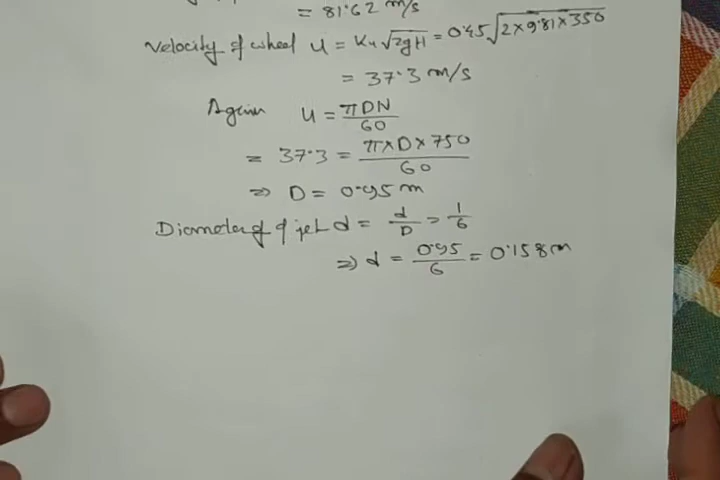 = 81.62 m/s
Velocity of wheel u = Ku √2gH = 0.45 √2×9.81×350
= 37.3 m/s
Again u = πDN/60
= 37.3 = π×D×750/60
⇒ D = 0.95 m
Diameter of jet d = d/D = 1/6
⇒ d = 0.95/6 = 0.158m